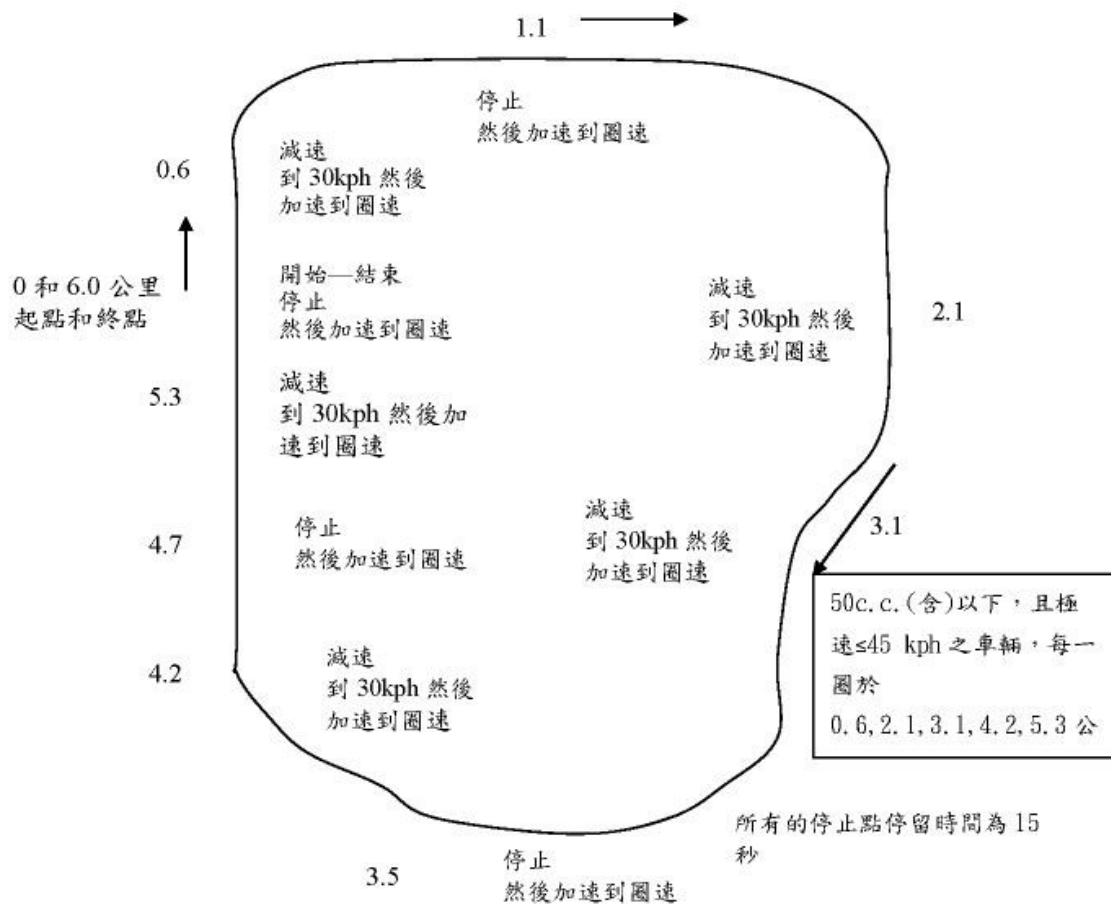 1.1
停止
然後加速到圈速
減速
到 30kph 然後
加速到圈速
0.6
開始—結束
停止
然後加速到圈速
0 和 6.0 公里
起點和終點
減速
到 30kph 然後
加速到圈速
2.1
5.3
減速
到 30kph 然後加
速到圈速
停止
然後加速到圈速
4.7
減速
到 30kph 然後
加速到圈速
3.1
50c.c.(含)以下，且極
速≤45 kph 之車輛，每一
圈於
0.6,2.1,3.1,4.2,5.3 公
4.2
減速
到 30kph 然後
加速到圈速
所有的停止點停留時間為 15
秒
3.5
停止
然後加速到圈速